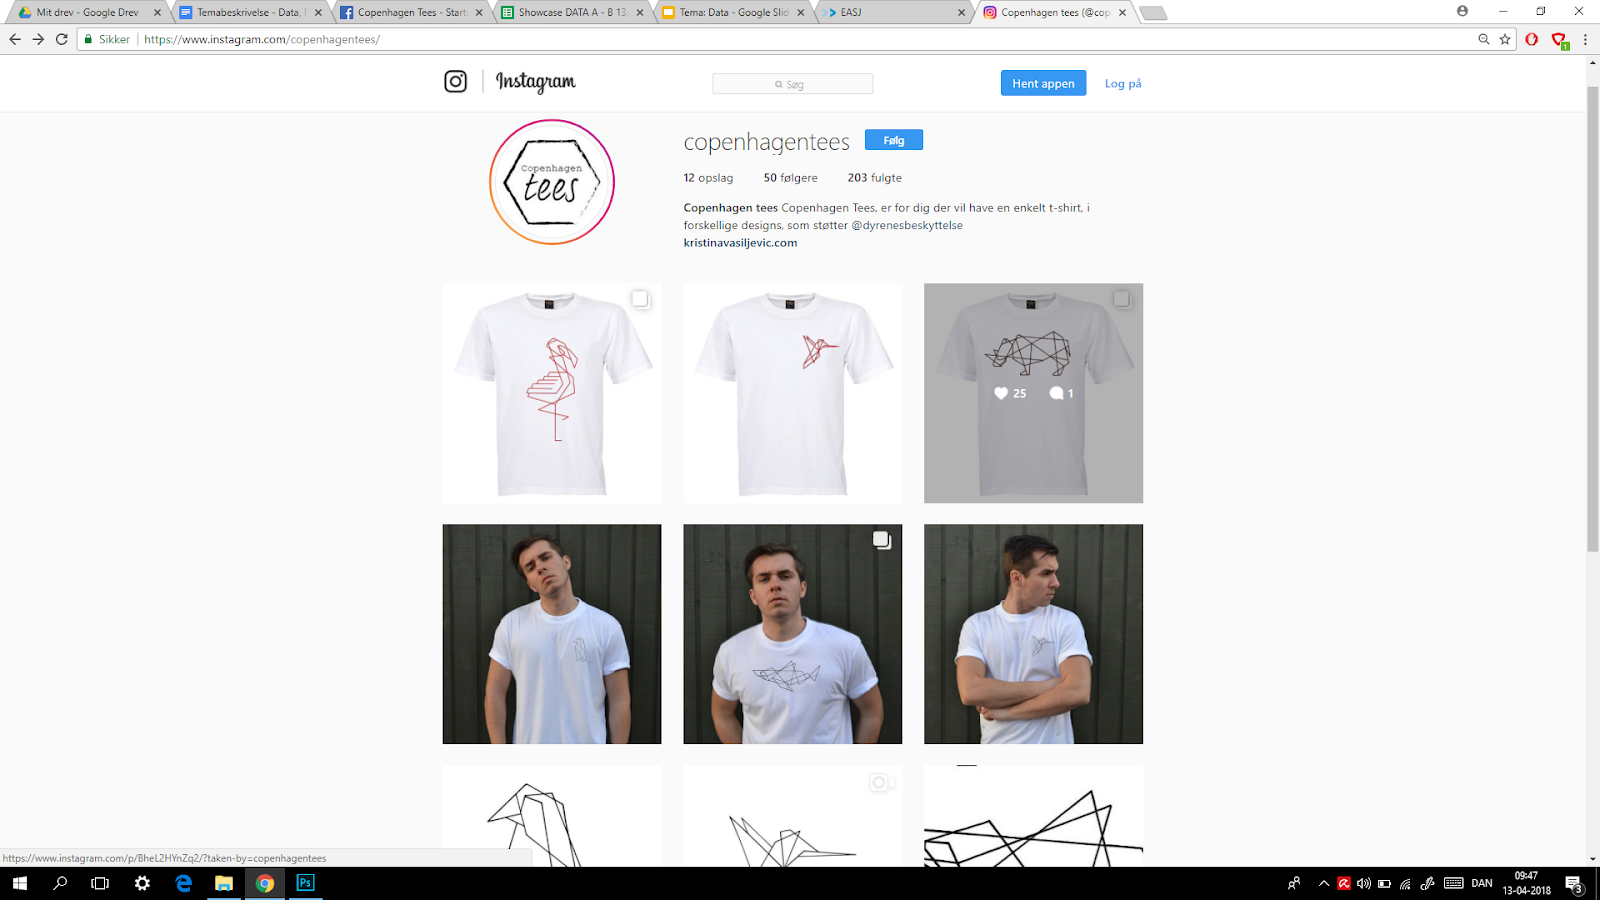 Mit drev - Google Drev
Temabeskrivelse - Data, 
Copenhagen Tees - Start
Showcase DATA A - B 13
Tema: Data - Google Slid
EASJ
Copenhagen tees (@cop
Sikker
https://www.instagram.com/copenhagentees/
1
Instagram
Søg
Hent appen
Log på
Copenhagen
tees
copenhagentees
Følg
12 opslag 50 følgere 203 fulgte
Copenhagen tees Copenhagen Tees, er for dig der vil have en enkelt t-shirt, i
forskellige designs, som støtter @dyrenesbeskyttelse
kristinavasiljevic.com
25 1
https://www.instagram.com/p/BheL2HYnZq2/?taken-by=copenhagentees
Ps
DAN
09:47
13-04-2018
3